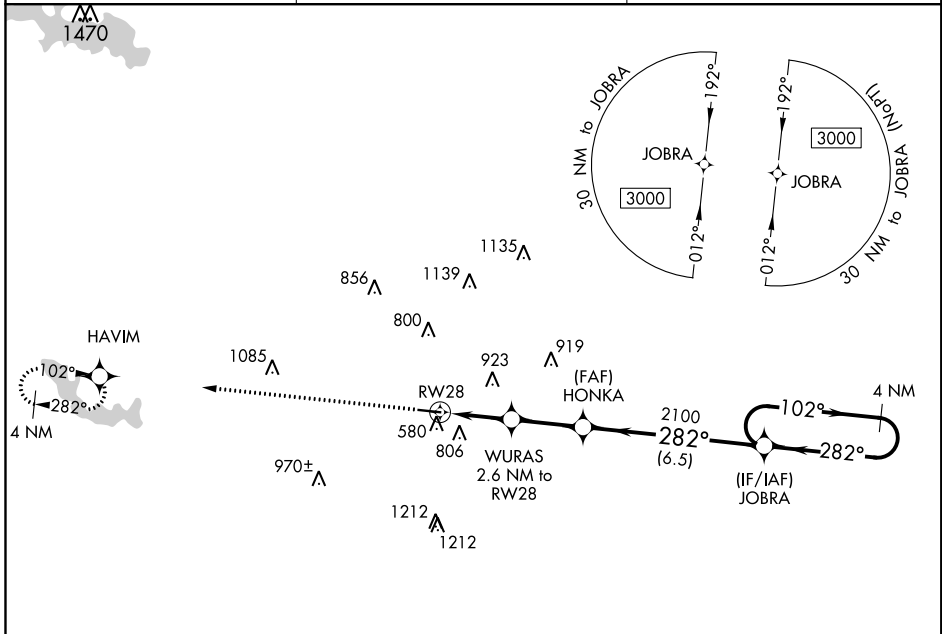 1470
30 NM to JOBRA
192°
JOBRA
3000
012°
192°
3000
JOBRA
012°
30 NM to JOBRA (NoPT)
1135
1139
856
800
HAVIM
1085
923
919
102°
282°
4 NM
RW28
(FAF)
HONKA
580
806
WURAS
2.6 NM to
RW28
2100
282°
(6.5)
102°
4 NM
282°
(IF/IAF)
JOBRA
970±
1212
1212